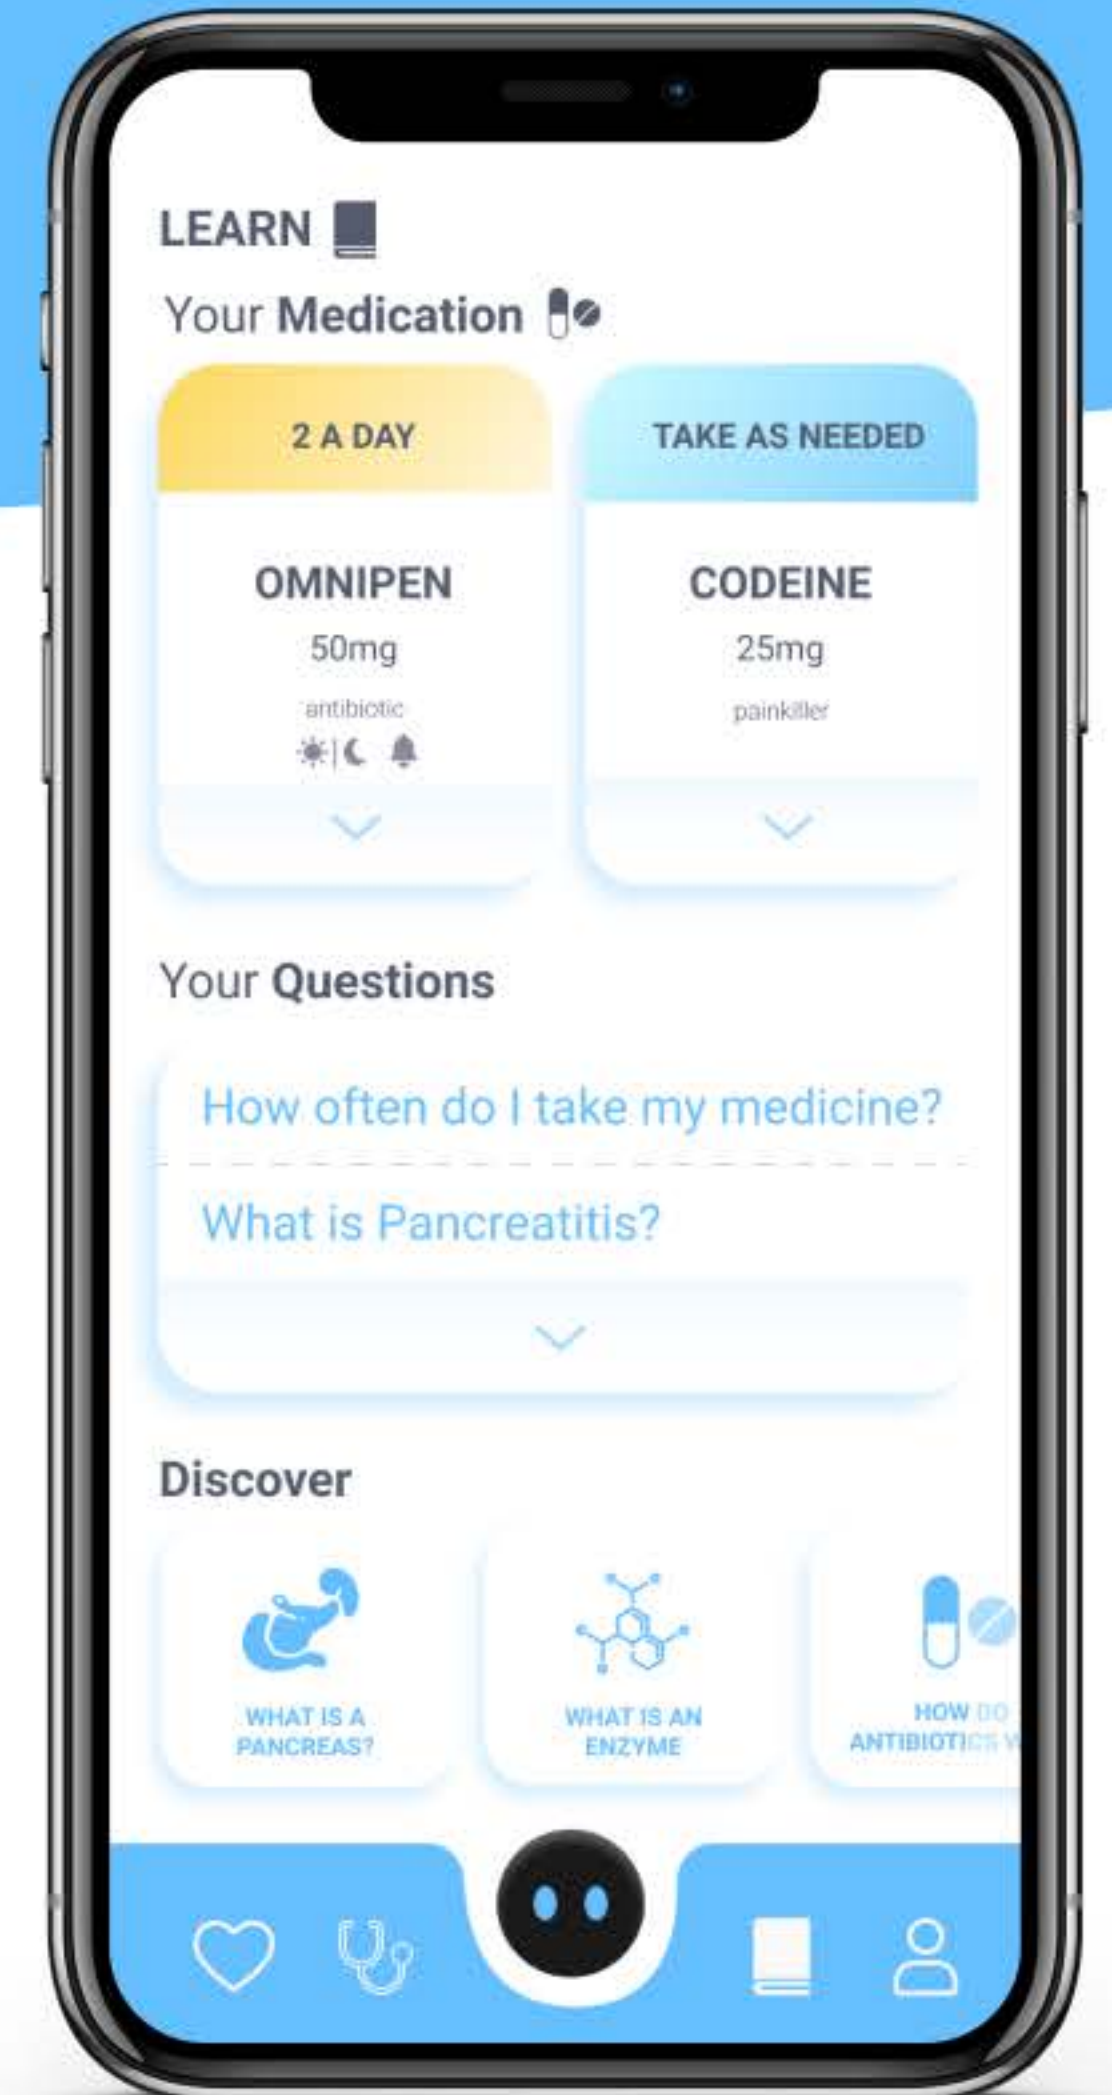 LEARN
Your Medication
2 A DAY
OMNIPEN
50mg
antibiotic
TAKE AS NEEDED
CODEINE
25mg
painkiller
Your Questions
How often do I take my medicine?
What is Pancreatitis?
Discover
WHAT IS A
PANCREAS?
WHAT IS AN
ENZYME
HOW DO
ANTIBIOTICS